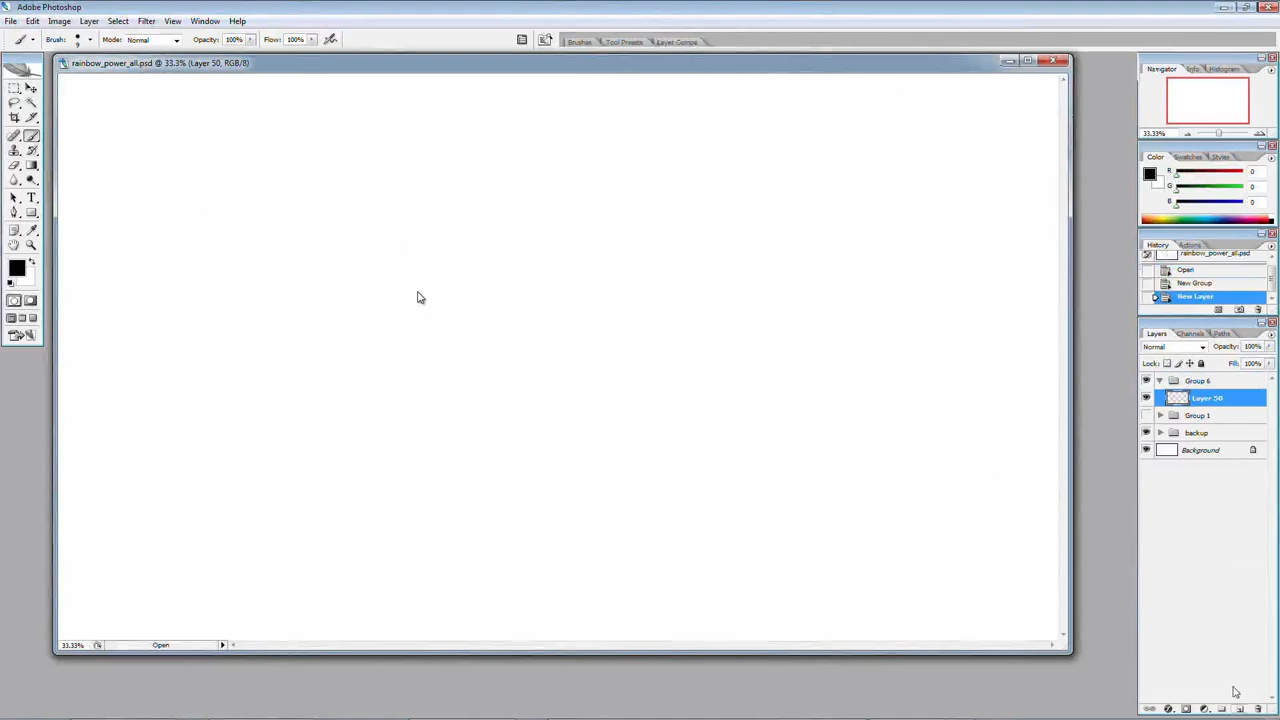 Adobe Photoshop
File Edit Image Layer Select Filter View Window Help
Brush: 9 Mode: Normal Opacity: 100% Flow: 100% Brushes Tool Presets Layer Comps
rainbow_power_all.psd @ 33.3% (Layer 50, RGB/8)
33.33% Open
Navigator Info Histogram
33.33%
Color Swatches Styles
R 0
G 0
B 0
History Actions
rainbow_power_all.psd
Open
New Group
New Layer
Layers Channels Paths
Normal Opacity: 100%
Lock: Fill: 100%
Group 6
Layer 50
Group 1
backup
Background